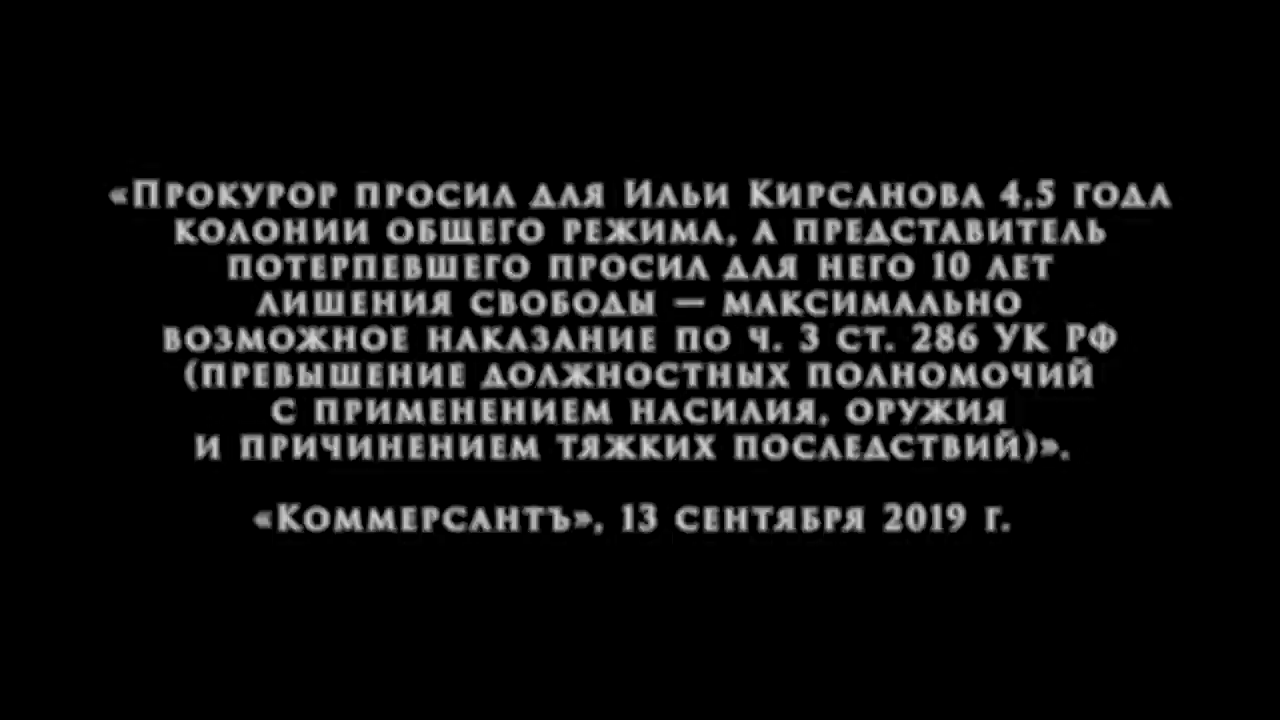 «Прокурор просил для Ильи Кирсанова 4,5 года
колонии общего режима, а представитель
потерпевшего просил для него 10 лет
лишения свободы — максимально
возможное наказание по ч. 3 ст. 286 УК РФ
(превышение должностных полномочий
с применением насилия, оружия
и причинением тяжких последствий)».
«Коммерсантъ», 13 сентября 2019 г.